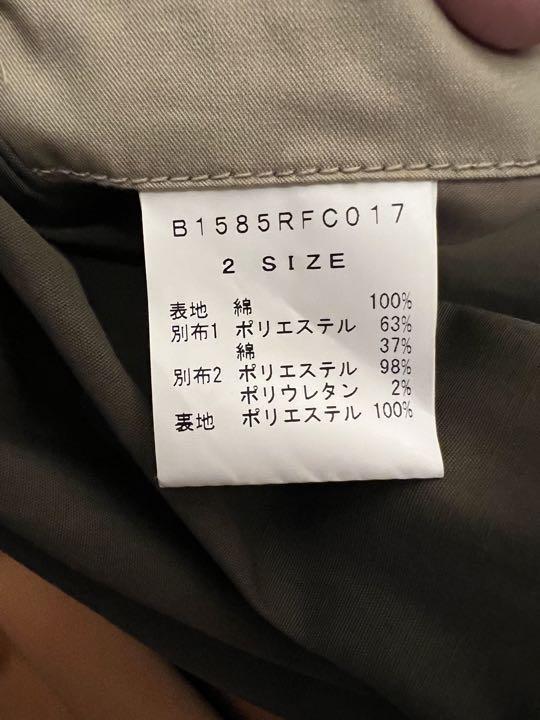 B1585RFC017
2 SIZE
表地 綿 100%
別布1 ポリエステル 63%
綿 37%
別布2 ポリエステル 98%
ポリウレタン 2%
裏地 ポリエステル 100%